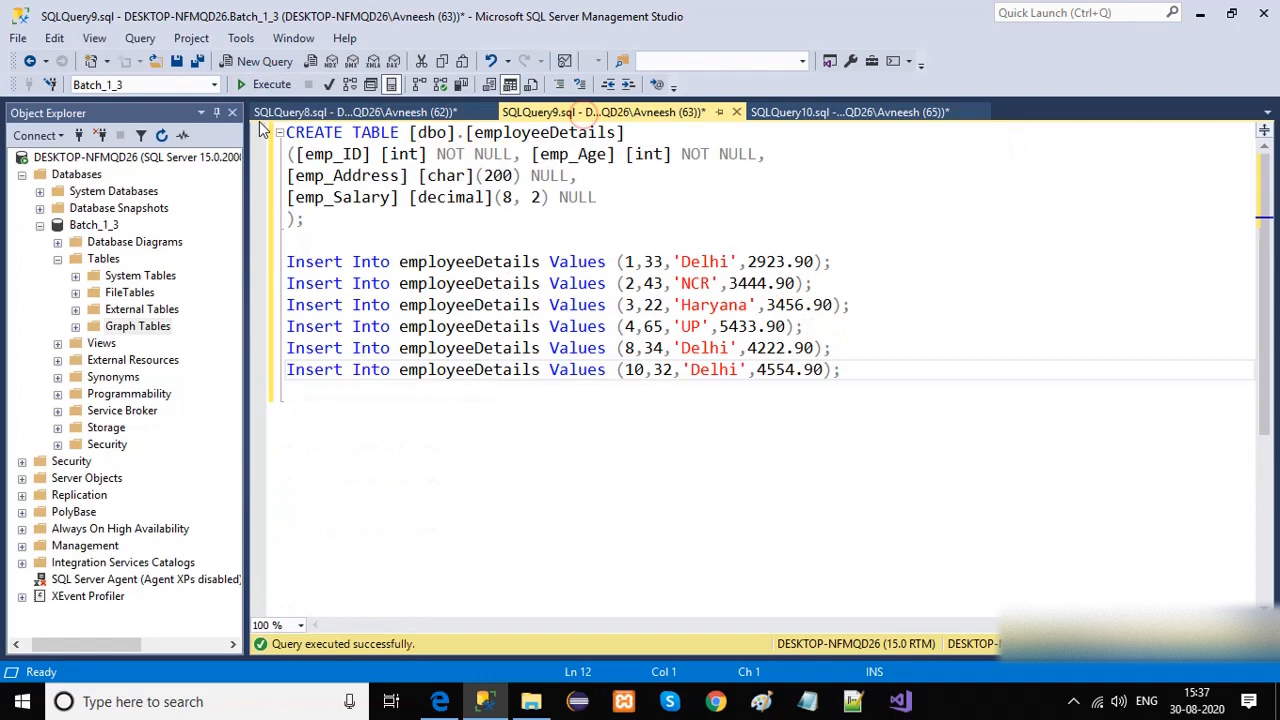 SQLQuery9.sql - DESKTOP-NFMQD26.Batch_1_3 (DESKTOP-NFMQD26\Avneesh (63))* - Microsoft SQL Server Management Studio
Quick Launch (Ctrl+Q)
File Edit View Query Project Tools Window Help
New Query MDX DMX XMLA DAX
Batch_1_3 Execute
Object Explorer
SQLQuery8.sql - D...QD26\Avneesh (62))* SQLQuery9.sql - D...QD26\Avneesh (63))* SQLQuery10.sql -...QD26\Avneesh (65))*
Connect
DESKTOP-NFMQD26 (SQL Server 15.0.2000
Databases
System Databases
Database Snapshots
Batch_1_3
Database Diagrams
Tables
System Tables
FileTables
External Tables
Graph Tables
Views
External Resources
Synonyms
Programmability
Service Broker
Storage
Security
Security
Server Objects
Replication
PolyBase
Always On High Availability
Management
Integration Services Catalogs
SQL Server Agent (Agent XPs disabled)
XEvent Profiler
CREATE TABLE [dbo].[employeeDetails]
([emp_ID] [int] NOT NULL, [emp_Age] [int] NOT NULL,
[emp_Address] [char](200) NULL,
[emp_Salary] [decimal](8, 2) NULL
);
Insert Into employeeDetails Values (1,33,'Delhi',2923.90);
Insert Into employeeDetails Values (2,43,'NCR',3444.90);
Insert Into employeeDetails Values (3,22,'Haryana',3456.90);
Insert Into employeeDetails Values (4,65,'UP',5433.90);
Insert Into employeeDetails Values (8,34,'Delhi',4222.90);
Insert Into employeeDetails Values (10,32,'Delhi',4554.90);
100 %
Query executed successfully. DESKTOP-NFMQD26 (15.0 RTM) DESKTOP-
Ready Ln 12 Col 1 Ch 1 INS
Type here to search
ENG
15:37
30-08-2020